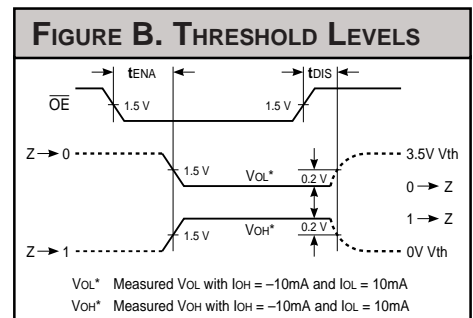 FIGURE B. THRESHOLD LEVELS
tENA tDIS
OE 1.5 V 1.5 V
Z → 0 3.5V Vth
1.5 V VOL* 0.2 V
0 → Z
1 → Z
1.5 V VOH* 0.2 V
Z → 1 0V Vth
VOL* Measured VOL with IOH = –10mA and IOL = 10mA
VOH* Measured VOH with IOH = –10mA and IOL = 10mA